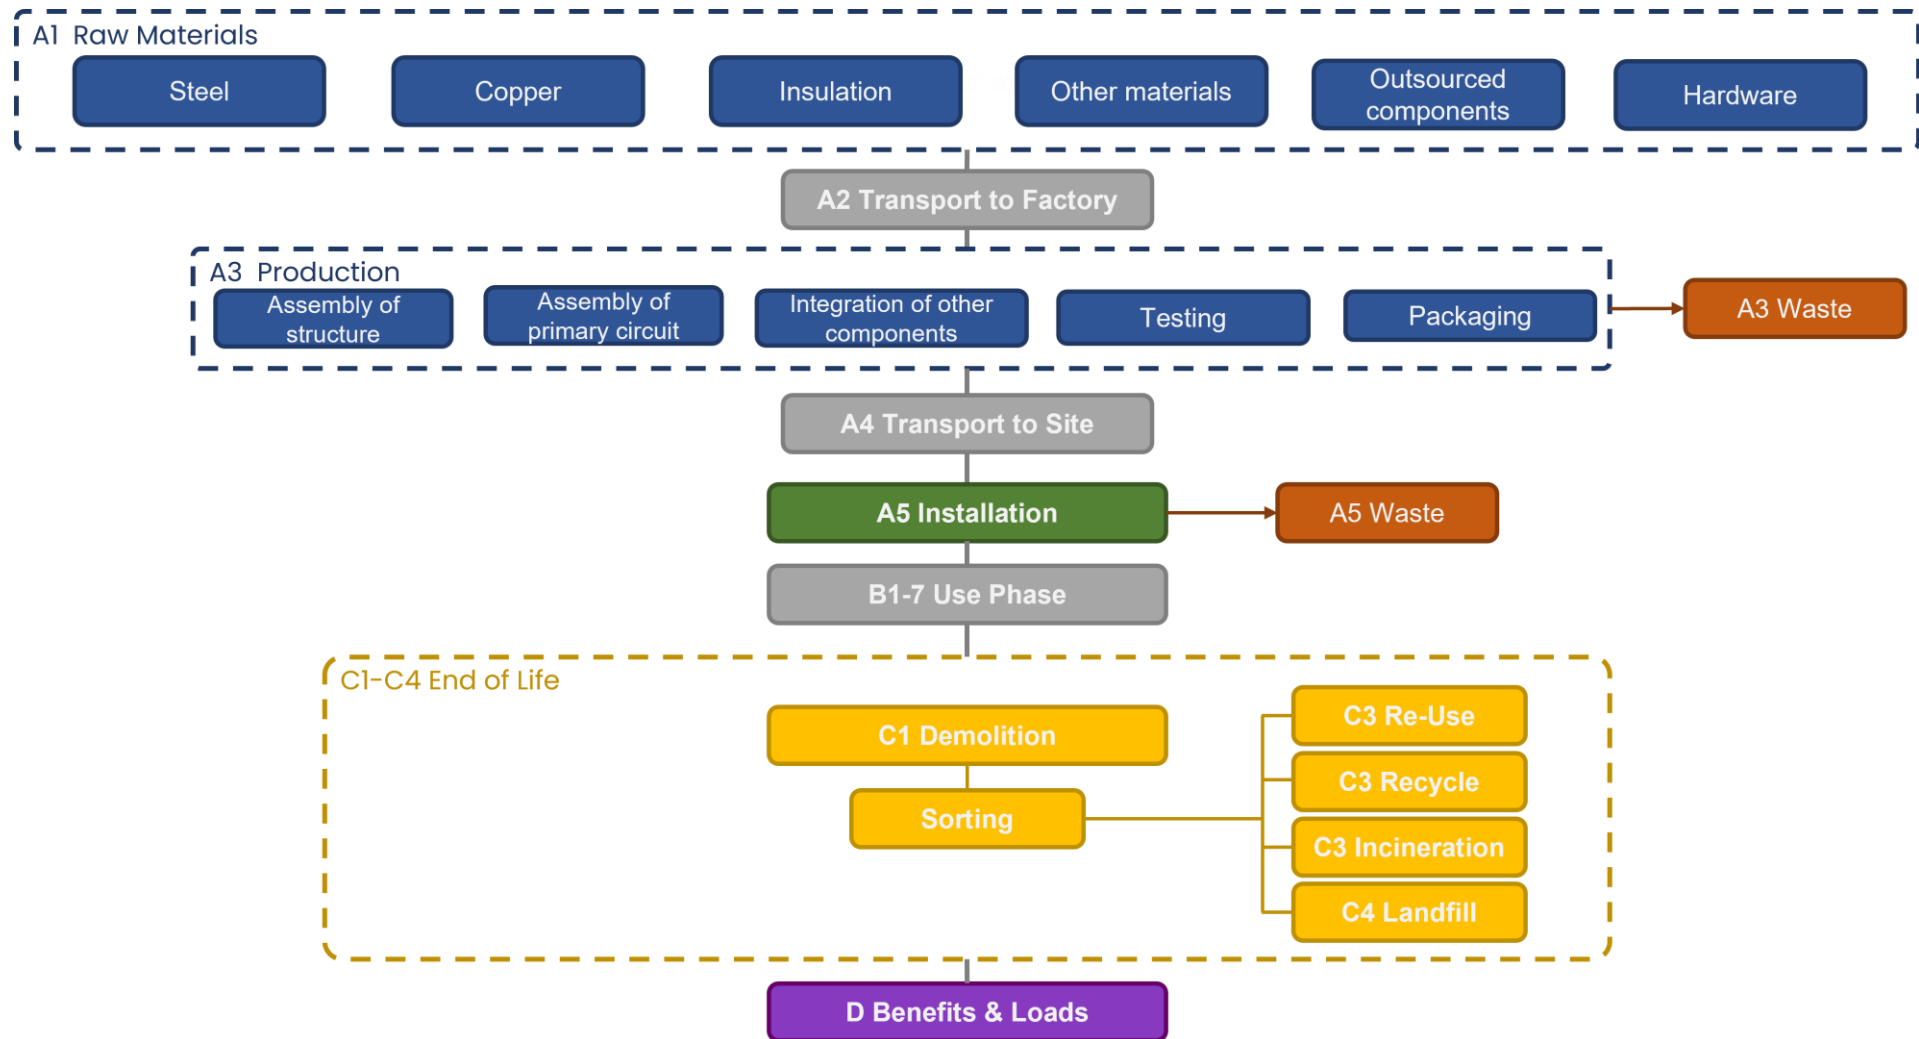 A1 Raw Materials
Steel
Copper
Insulation
Other materials
Outsourced
components
Hardware
A2 Transport to Factory
A3 Production
Assembly of
structure
Assembly of
primary circuit
Integration of other
components
Testing
Packaging
A3 Waste
A4 Transport to Site
A5 Installation
A5 Waste
B1-7 Use Phase
C1-C4 End of Life
C1 Demolition
Sorting
C3 Re-Use
C3 Recycle
C3 Incineration
C4 Landfill
D Benefits & Loads